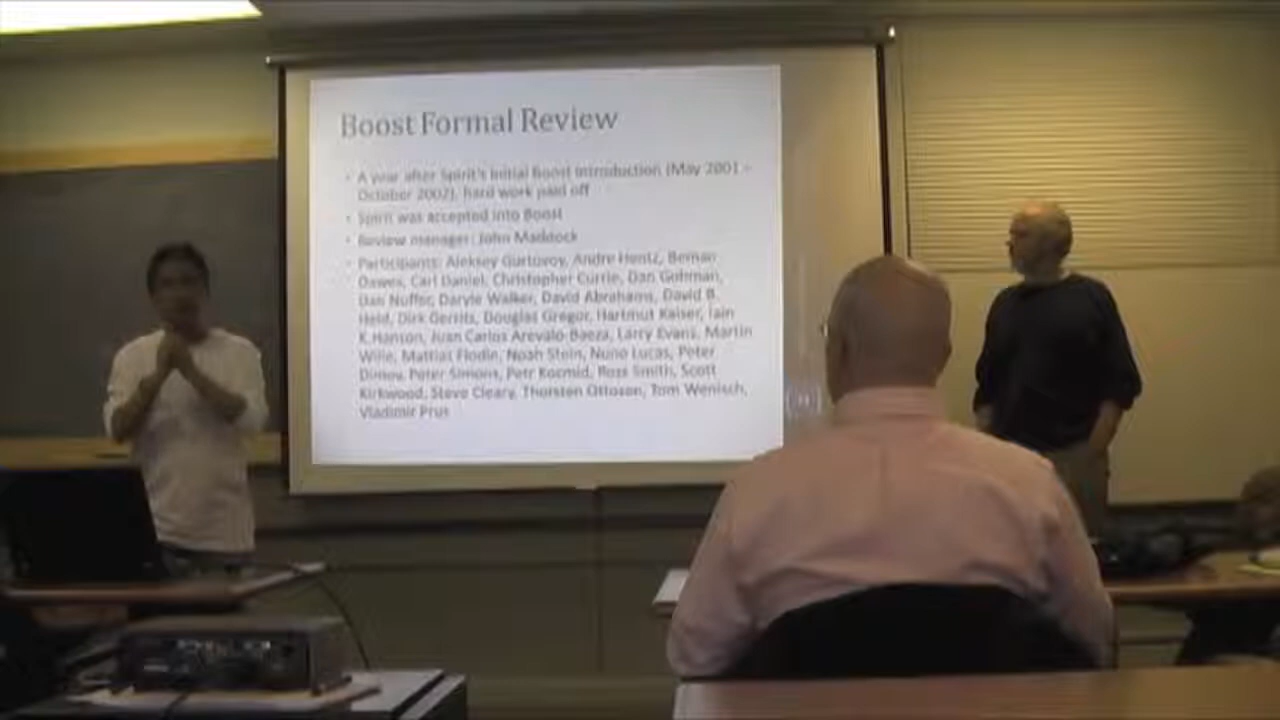 Boost Formal Review
• A year after Spirit's Initial Boost Introduction (May 2001 –
October 2002), hard work paid off
• Spirit was accepted into Boost
• Review manager: John Maddock
• Participants: Aleksey Gurtovoy, Andre Hentz, Beman
Dawes, Carl Daniel, Christopher Currie, Dan Gohman,
Dan Nuffer, Daryle Walker, David Abrahams, David B.
Held, Dirk Gerrits, Douglas Gregor, Hartmut Kaiser, Iain
K.Hanson, Juan Carlos Arevalo-Baeza, Larry Evans, Martin
Wille, Mattias Flodin, Noah Stein, Nuno Lucas, Peter
Dimov, Peter Simons, Petr Kocmid, Ross Smith, Scott
Kirkwood, Steve Cleary, Thorsten Ottosen, Tom Wenisch,
Vladimir Prus